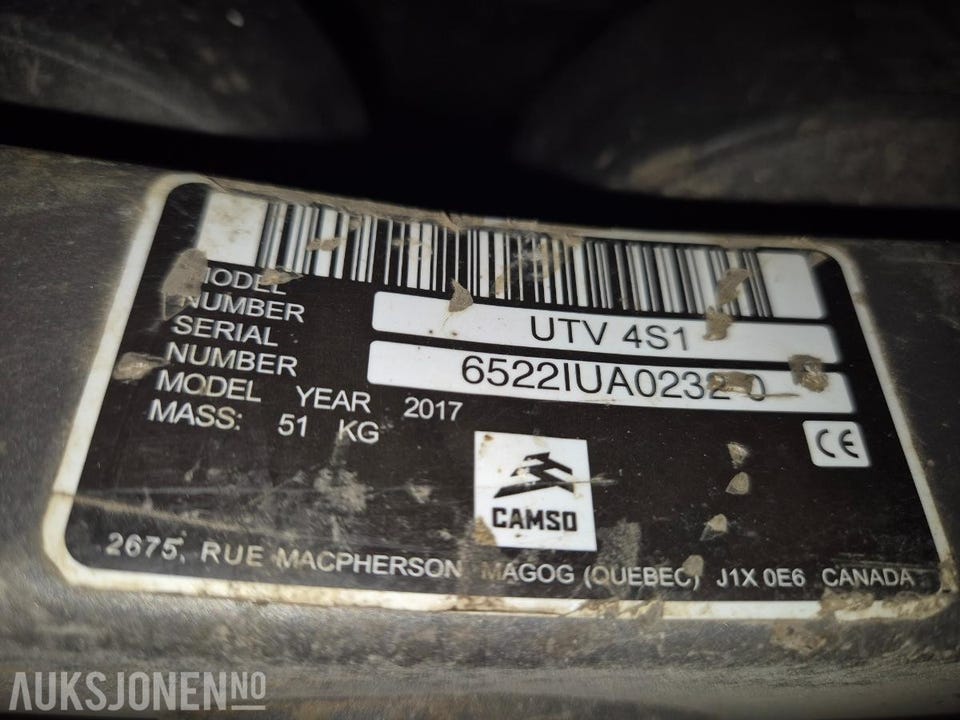 MODEL
NUMBER UTV 4S1
SERIAL
NUMBER
MODEL YEAR 2017
MASS: 51 KG
CE
CAMSO
2675, RUE MACPHERSON MAGOG (QUEBEC) J1X 0E6 CANADA
AUKSJONEN.NO